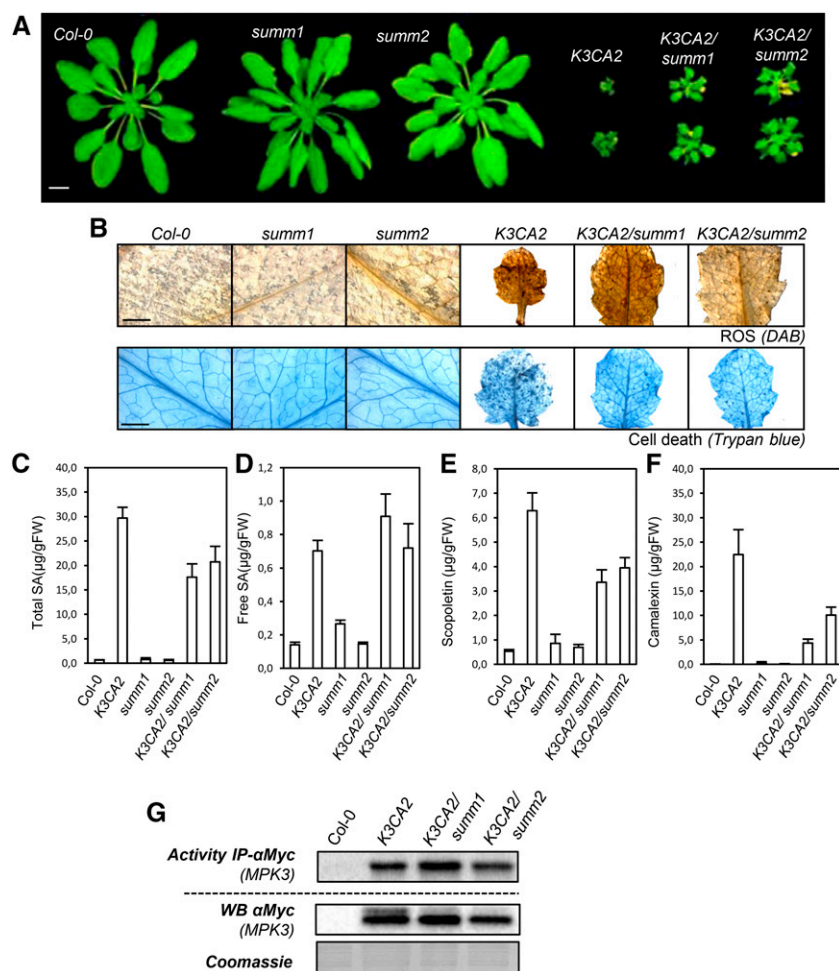 A
Col-0
summ1
summ2
K3CA2
K3CA2/
summ1
K3CA2/
summ2
B
Col-0
summ1
summ2
K3CA2
K3CA2/summ1
K3CA2/summ2
ROS (DAB)
Cell death (Trypan blue)
C
Total SA(µg/gFW)
40,0
35,0
30,0
25,0
20,0
15,0
10,0
5,0
0,0
Col-0
K3CA2
summ1
summ2
K3CA2/ summ1
K3CA2/summ2
D
Free SA(µg/gFW)
1,2
1,0
0,8
0,6
0,4
0,2
0,0
Col-0
K3CA2
summ1
summ2
K3CA2/ summ1
K3CA2/summ2
E
Scopoletin (µg/gFW)
8,0
7,0
6,0
5,0
4,0
3,0
2,0
1,0
0,0
Col-0
K3CA2
summ1
summ2
K3CA2/ summ1
K3CA2/summ2
F
Camalexin (µg/gFW)
40,0
35,0
30,0
25,0
20,0
15,0
10,0
5,0
0,0
Col-0
K3CA2
summ1
summ2
K3CA2/ summ1
K3CA2/summ2
G
Col-0
K3CA2
K3CA2/
summ1
K3CA2/
summ2
Activity IP-αMyc
(MPK3)
WB αMyc
(MPK3)
Coomassie